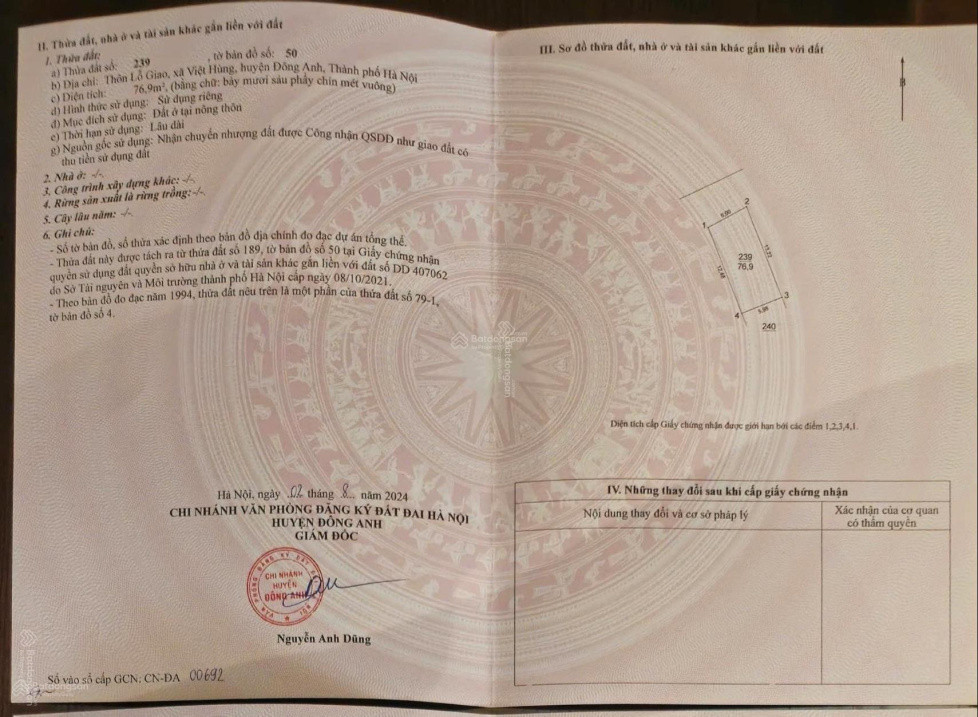 II. Thửa đất, nhà ở và tài sản khác gắn liền với đất
1. Thửa đất:
a) Thửa đất số: 239 , tờ bản đồ số: 50
b) Địa chỉ: Thôn Lỗ Giao, xã Việt Hùng, huyện Đông Anh, Thành phố Hà Nội
c) Diện tích: 76,9m², (bằng chữ: bảy mươi sáu phẩy chín mét vuông)
d) Hình thức sử dụng: Sử dụng riêng
đ) Mục đích sử dụng: Đất ở tại nông thôn
e) Thời hạn sử dụng: Lâu dài
g) Nguồn gốc sử dụng: Nhận chuyển nhượng đất được Công nhận QSDĐ như giao đất có
thu tiền sử dụng đất
2. Nhà ở: -/-.
3. Công trình xây dựng khác: -/-.
4. Rừng sản xuất là rừng trồng:-/-.
5. Cây lâu năm: -/-.
6. Ghi chú:
- Số tờ bản đồ, số thửa xác định theo bản đồ địa chính đo đạc dự án tổng thể.
- Thửa đất này được tách ra từ thửa đất số 189, tờ bản đồ số 50 tại Giấy chứng nhận
quyền sử dụng đất quyền sở hữu nhà ở và tài sản khác gắn liền với đất số DD 407062
do Sở Tài nguyên và Môi trường thành phố Hà Nội cấp ngày 08/10/2021.
- Theo bản đồ đo đạc năm 1994, thửa đất nêu trên là một phần của thửa đất số 79-1,
tờ bản đồ số 4.
Hà Nội, ngày 02 tháng 8 năm 2024
CHI NHÁNH VĂN PHÒNG ĐĂNG KÝ ĐẤT ĐAI HÀ NỘI
HUYỆN ĐÔNG ANH
GIÁM ĐỐC
CHI NHÁNH
HUYỆN
ĐÔNG ANH
Nguyễn Anh Dũng
Số vào sổ cấp GCN: CN-ĐA 00692
III. Sơ đồ thửa đất, nhà ở và tài sản khác gắn liền với đất
B
1
2
239
76,9
3
4
240
Diện tích cấp Giấy chứng nhận được giới hạn bởi các điểm 1,2,3,4,1.
IV. Những thay đổi sau khi cấp giấy chứng nhận
Nội dung thay đổi và cơ sở pháp lý
Xác nhận của cơ quan
có thẩm quyền
Batdongsan
Batdongsan
Batdongsan